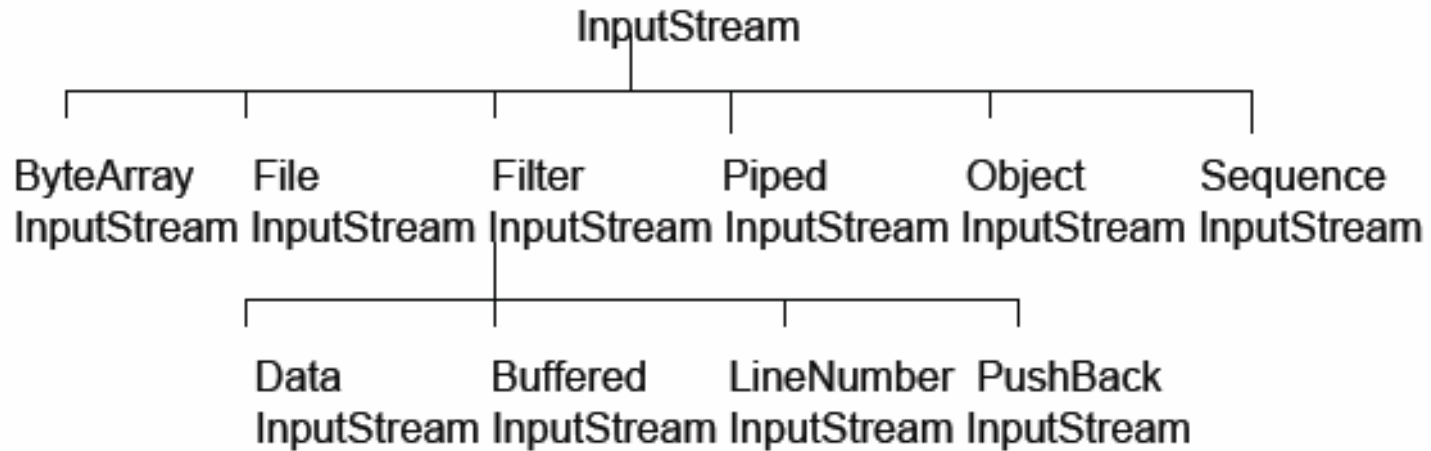 InputStream
ByteArray File Filter Piped Object Sequence
InputStream InputStream InputStream InputStream InputStream InputStream
Data Buffered LineNumber PushBack
InputStream InputStream InputStream InputStream